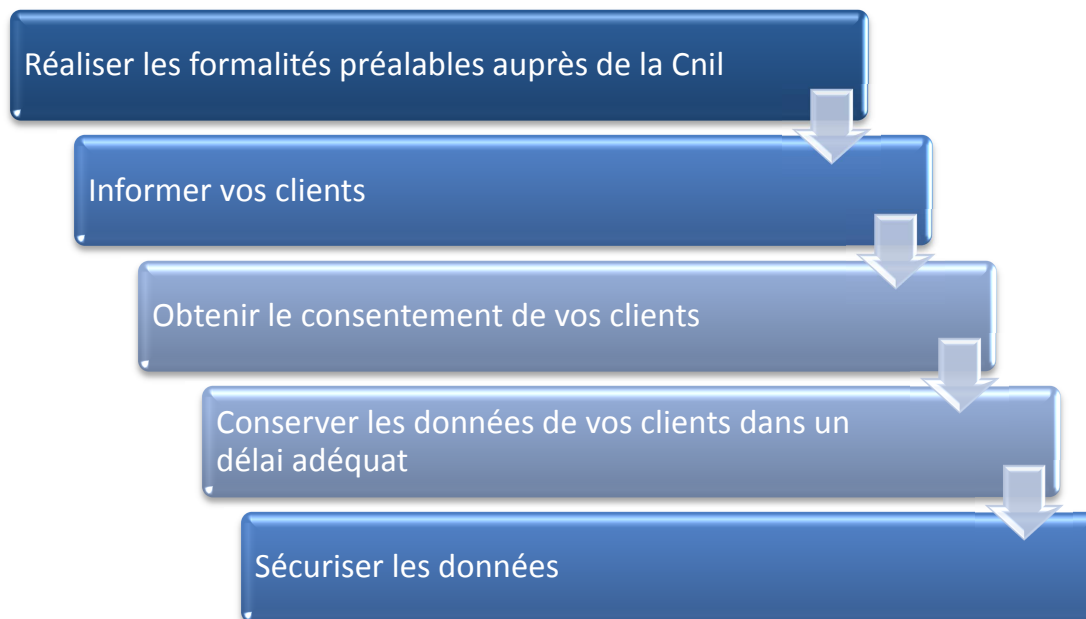 Réaliser les formalités préalables auprès de la Cnil
Informer vos clients
Obtenir le consentement de vos clients
Conserver les données de vos clients dans un
délai adéquat
Sécuriser les données